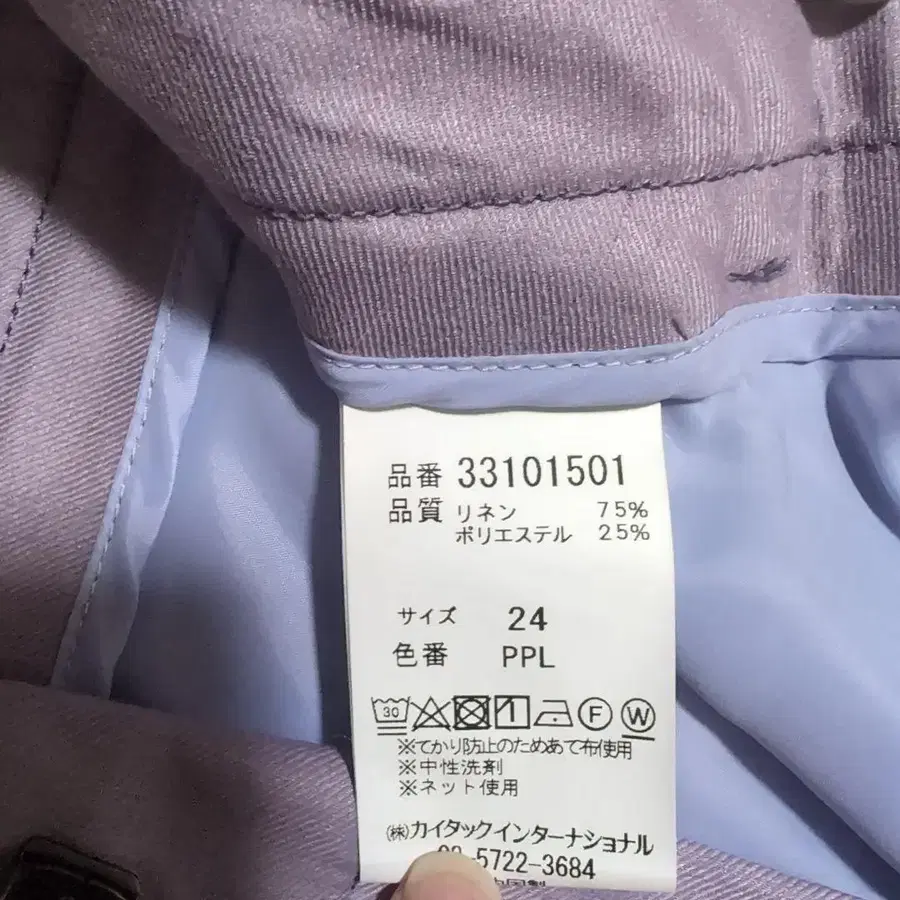 品番 33101501
品質 リネン 75%
ポリエステル 25%
サイズ 24
色番 PPL
30 F W
※てかり防止のためあて布使用
※中性洗剤
※ネット使用
㈱カイタックインターナショナル
03-5722-3684